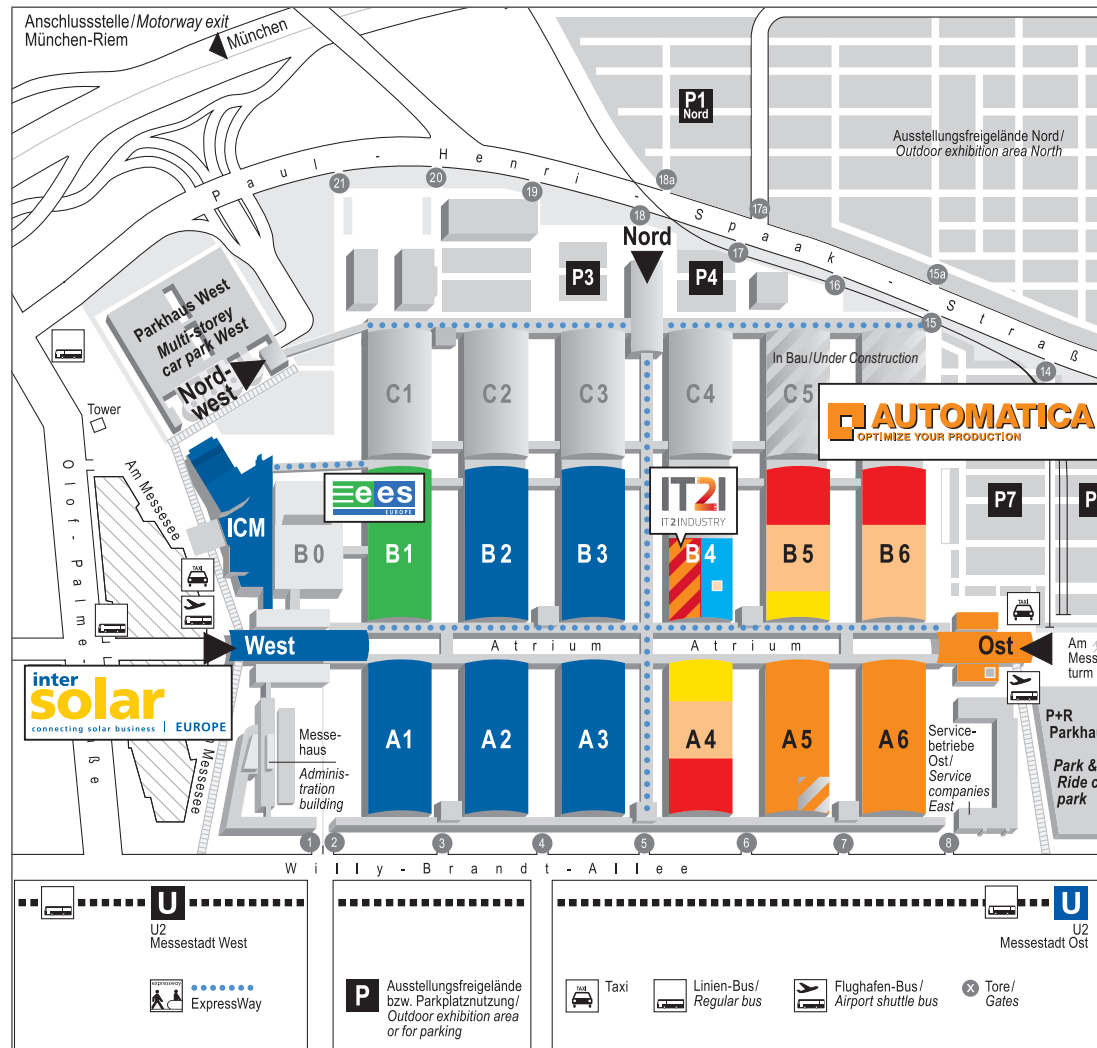 Anschlussstelle/Motorway exit
München-Riem
München
Paul-Henri-Spaak-Straß
P1
Nord
Ausstellungsfreigelände Nord/
Outdoor exhibition area North
21
20
19
18a
18
17a
17
16
15a
15
14
Nord
P3
P4
Parkhaus West
Multi-storey
car park West
Nord-
west
Tower
In Bau/Under Construction
C1
C2
C3
C4
C5
AUTOMATICA
OPTIMIZE YOUR PRODUCTION
Olof-Palme-
aße
Am Messesee
ICM
ees
EUROPE
IT2I
IT2INDUSTRY
P7
P
B0
B1
B2
B3
B4
B5
B6
TAXI
TAXI
West
Atrium
Atrium
Ost
Am
Mess
turm
inter
solar
connecting solar business | EUROPE
Messesee
Messe-
haus
Adminis-
tration
building
A1
A2
A3
A4
A5
A6
Service-
betriebe
Ost/
Service
companies
East
P+R
Parkha
Park &
Ride c
park
1
2
3
4
5
6
7
8
Willy-Brandt-Allee
U
U2
Messestadt West
U
U2
Messestadt Ost
expressway
ExpressWay
P
Ausstellungsfreigelände
bzw. Parkplatznutzung/
Outdoor exhibition area
or for parking
TAXI
Taxi
Linien-Bus/
Regular bus
Flughafen-Bus/
Airport shuttle bus
X
Tore/
Gates